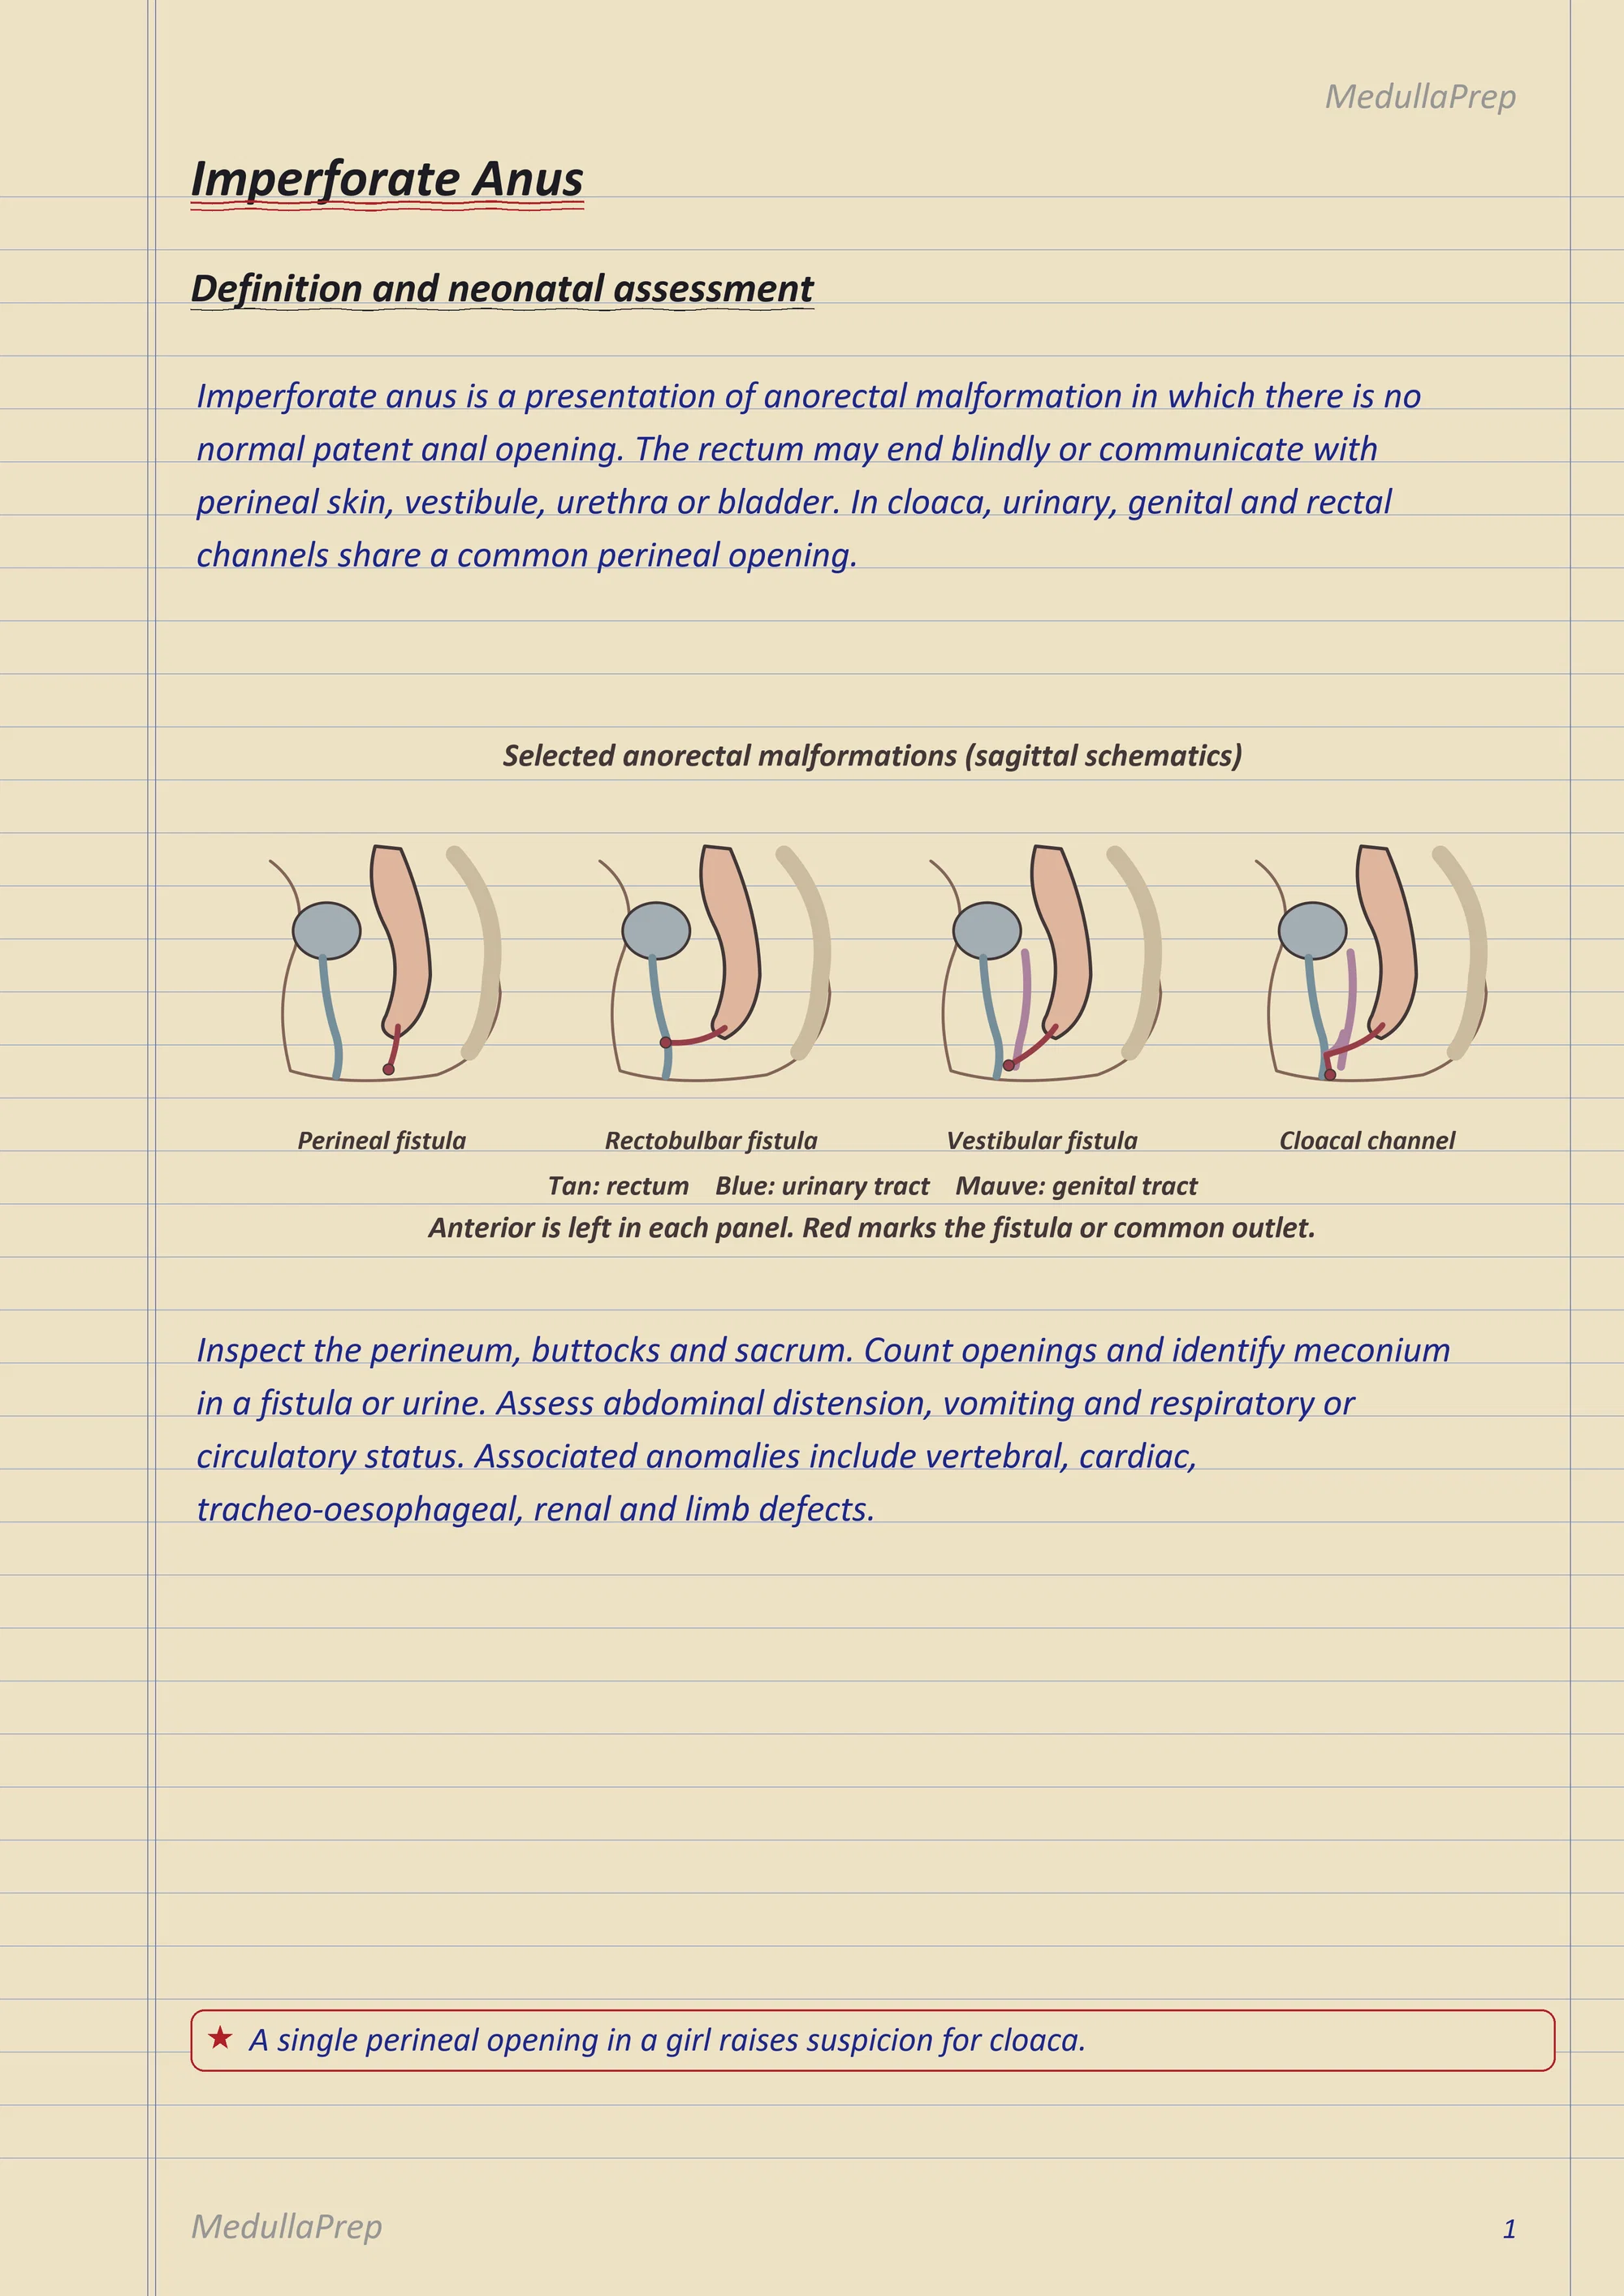 MedullaPrep
Imperforate Anus
Definition and neonatal assessment
Imperforate anus is a presentation of anorectal malformation in which there is no
normal patent anal opening. The rectum may end blindly or communicate with
perineal skin, vestibule, urethra or bladder. In cloaca, urinary, genital and rectal
channels share a common perineal opening.
Selected anorectal malformations (sagittal schematics)
Perineal fistula
Rectobulbar fistula
Vestibular fistula
Cloacal channel
Tan: rectum Blue: urinary tract Mauve: genital tract
Anterior is left in each panel. Red marks the fistula or common outlet.
Inspect the perineum, buttocks and sacrum. Count openings and identify meconium
in a fistula or urine. Assess abdominal distension, vomiting and respiratory or
circulatory status. Associated anomalies include vertebral, cardiac,
tracheo-oesophageal, renal and limb defects.
★ A single perineal opening in a girl raises suspicion for cloaca.
MedullaPrep
1